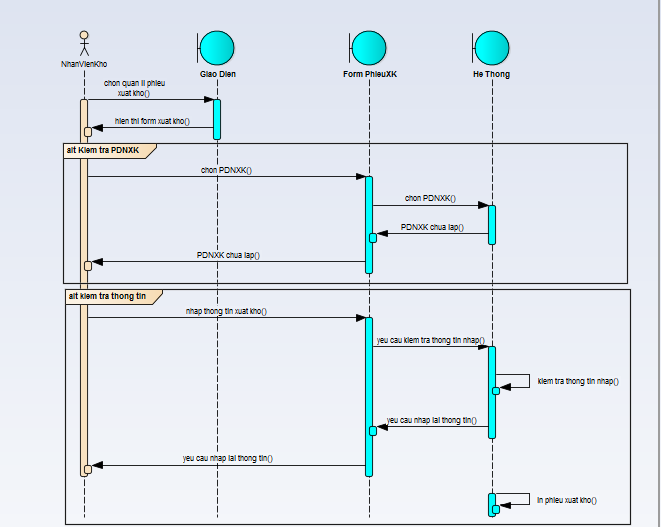 NhanVienKho
Giao Dien
Form PhieuXK
He Thong
chon quan li phieu
xuat kho()
hien thi form xuat kho()
alt Kiem tra PDNXK
chon PDNXK()
chon PDNXK()
PDNXK chua lap()
PDNXK chua lap()
alt kiem tra thong tin
nhap thong tin xuat kho()
yeu cau kiem tra thong tin nhap()
kiem tra thong tin nhap()
yeu cau nhap lai thong tin()
yeu cau nhap lai thong tin()
in phieu xuat kho()